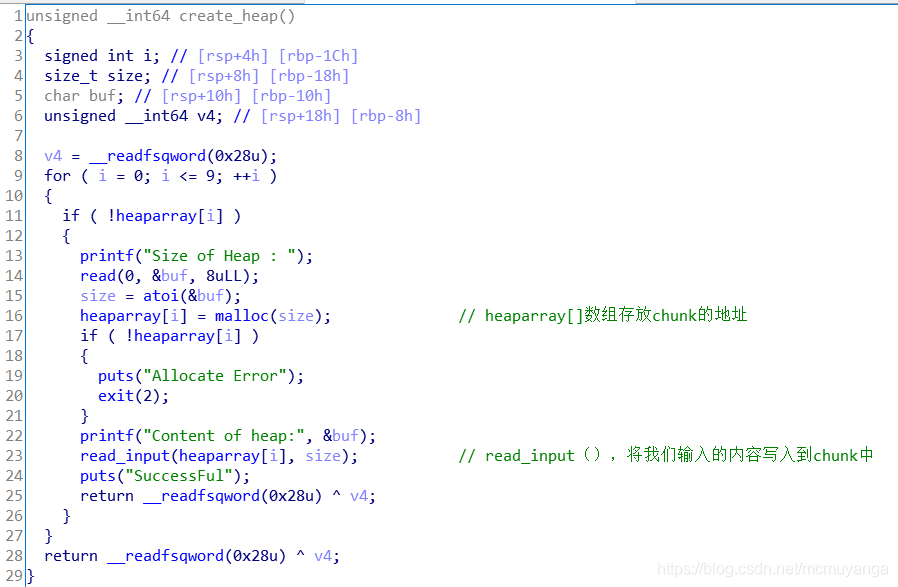 1 unsigned __int64 create_heap()
2 {
3 signed int i; // [rsp+4h] [rbp-1Ch]
4 size_t size; // [rsp+8h] [rbp-18h]
5 char buf; // [rsp+10h] [rbp-10h]
6 unsigned __int64 v4; // [rsp+18h] [rbp-8h]
7
8 v4 = __readfsqword(0x28u);
9 for ( i = 0; i <= 9; ++i )
10 {
11 if ( !heaparray[i] )
12 {
13 printf("Size of Heap : ");
14 read(0, &buf, 8uLL);
15 size = atoi(&buf);
16 heaparray[i] = malloc(size); // heaparray[]数组存放chunk的地址
17 if ( !heaparray[i] )
18 {
19 puts("Allocate Error");
20 exit(2);
21 }
22 printf("Content of heap:", &buf);
23 read_input(heaparray[i], size); // read_input（），将我们输入的内容写入到chunk中
24 puts("SuccessFul");
25 return __readfsqword(0x28u) ^ v4;
26 }
27 }
28 return __readfsqword(0x28u) ^ v4;
29 }
https://blog.csdn.net/mcmuyanga